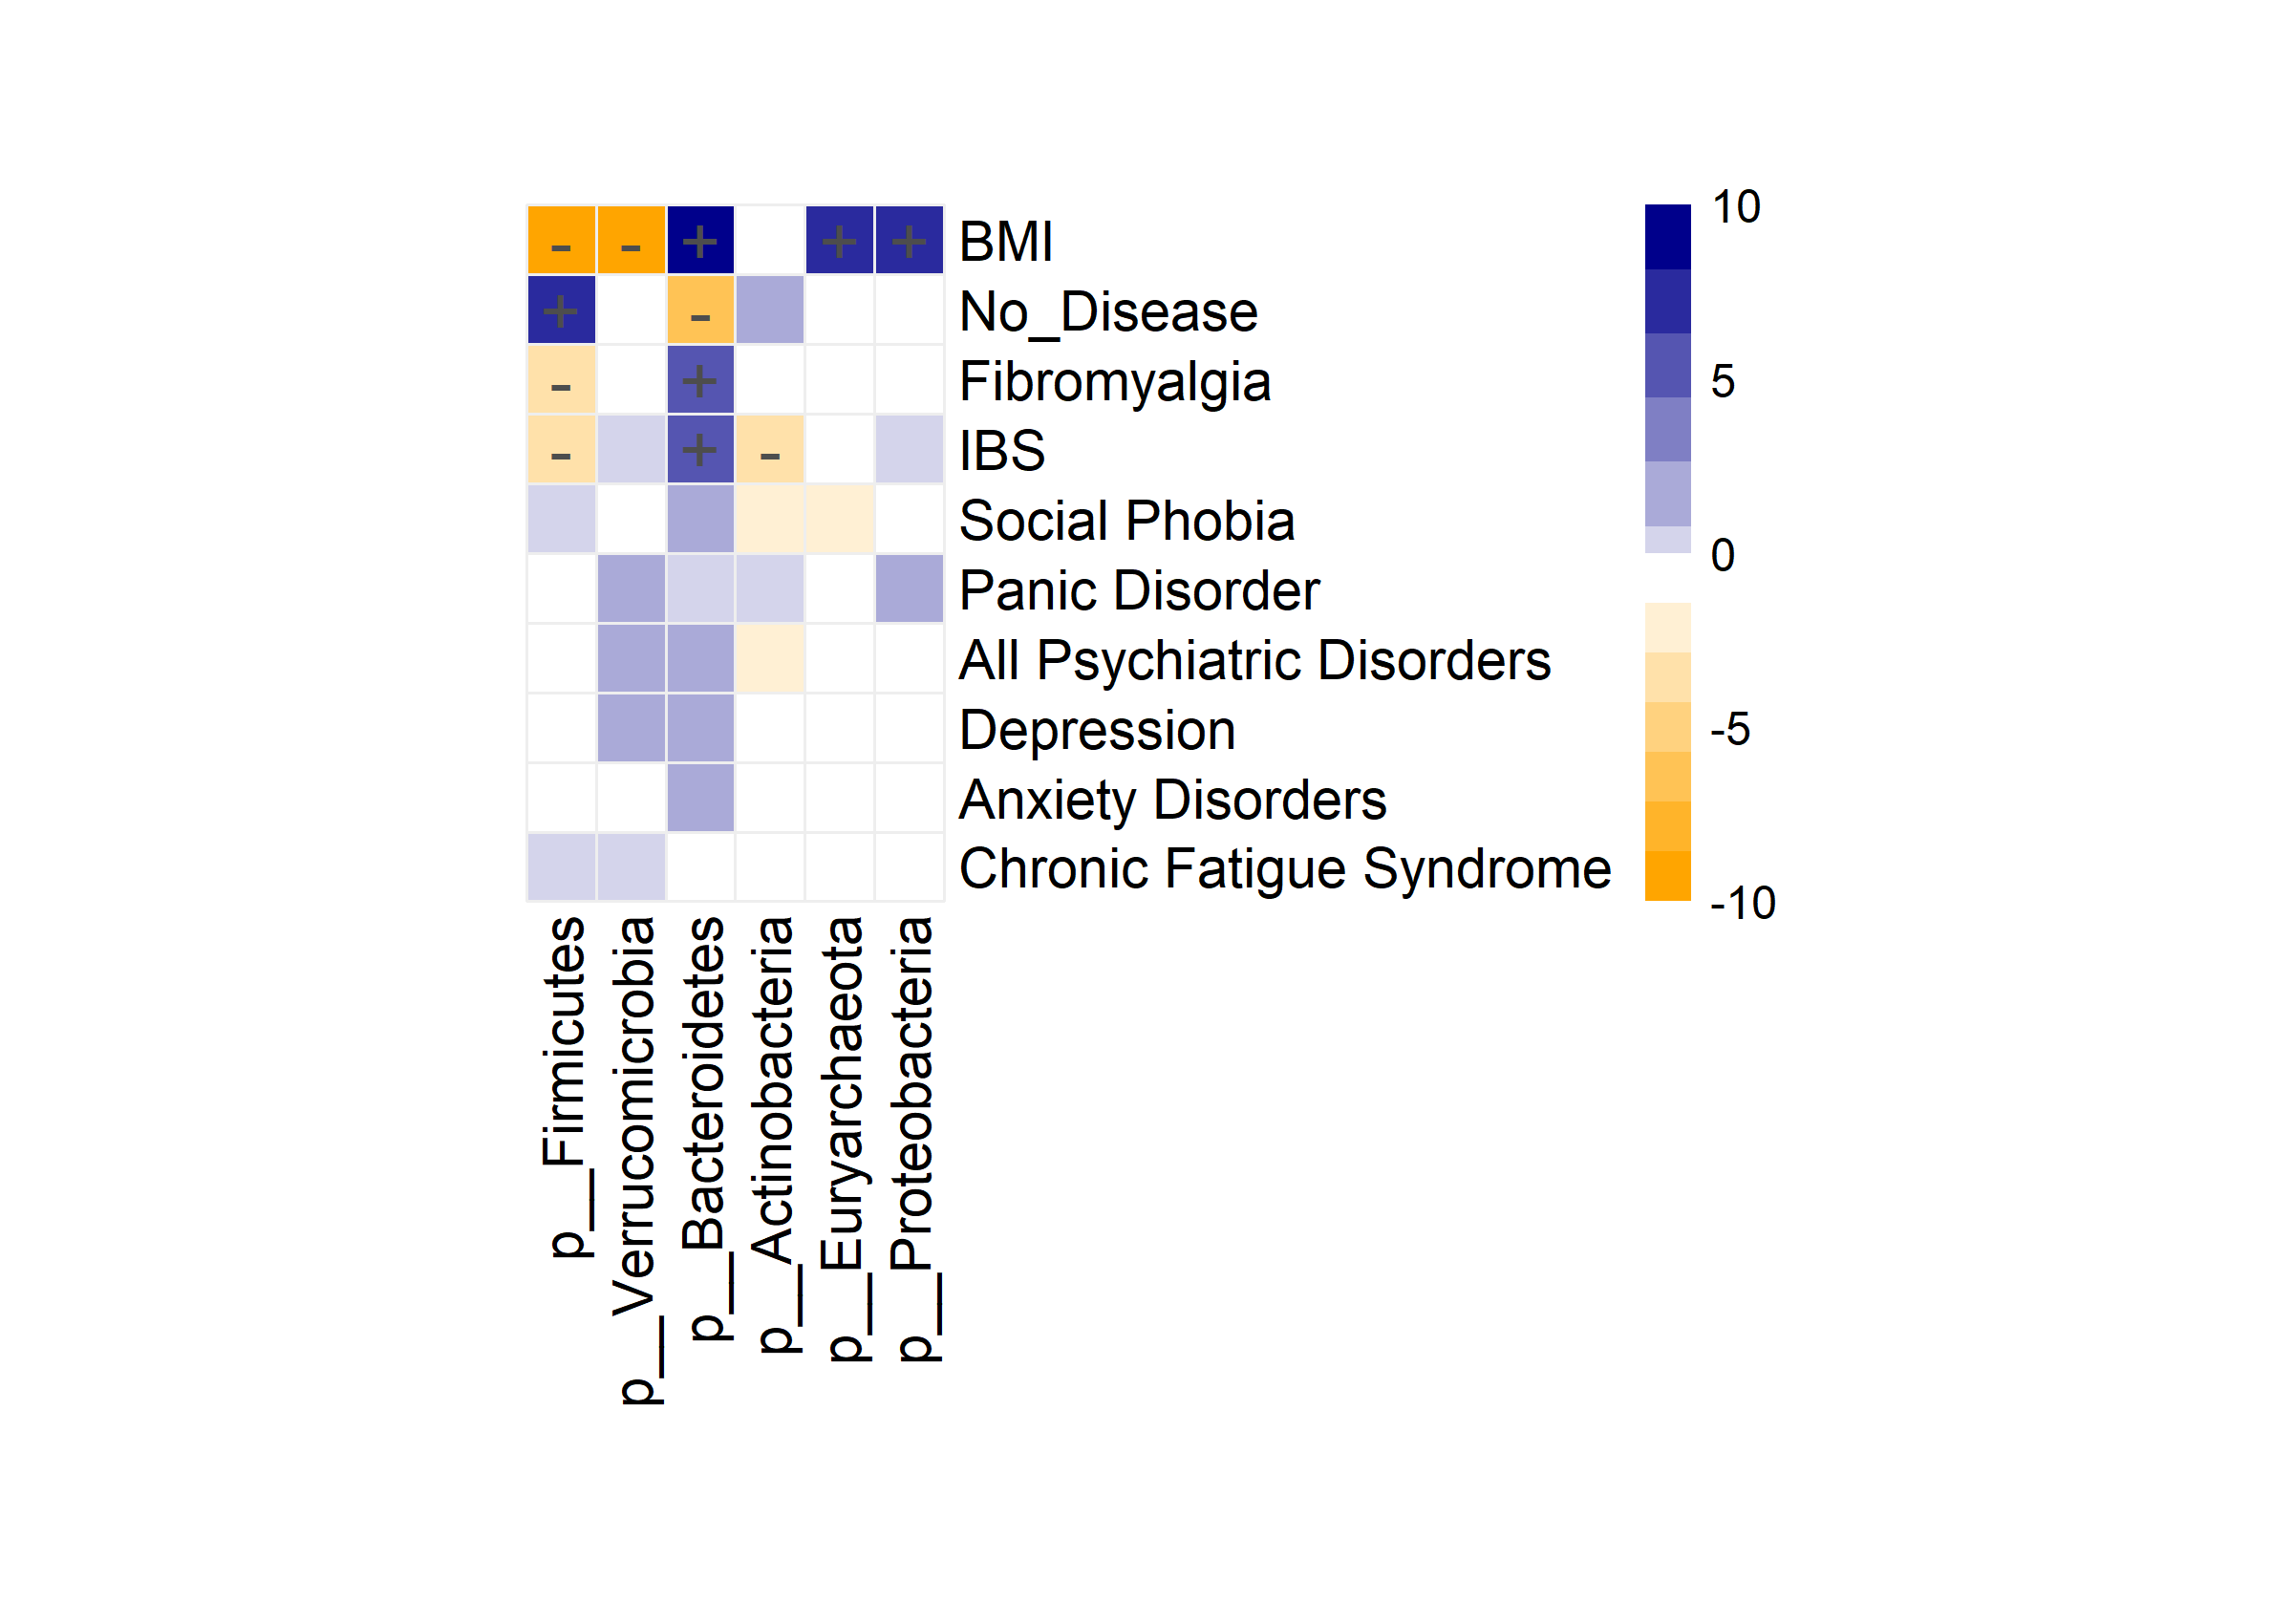 - - + + + BMI
+ - No_Disease
- + Fibromyalgia
- + - IBS
Social Phobia
Panic Disorder
All Psychiatric Disorders
Depression
Anxiety Disorders
Chronic Fatigue Syndrome
10
5
0
-5
-10
p__Firmicutes
p__Verrucomicrobia
p__Bacteroidetes
p__Actinobacteria
p__Euryarchaeota
p__Proteobacteria